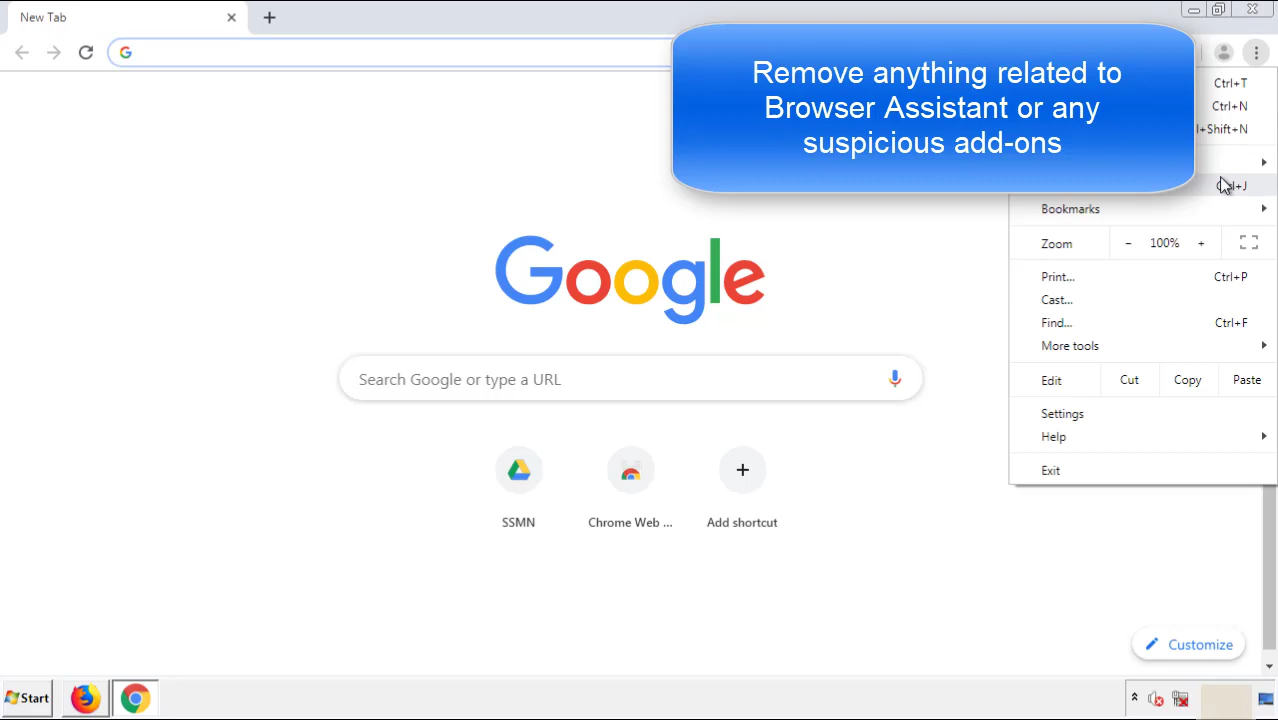 New Tab
Remove anything related to
Browser Assistant or any
suspicious add-ons
Ctrl+T
Ctrl+N
+Shift+N
+J
Bookmarks
Zoom - 100% +
Print... Ctrl+P
Cast...
Find... Ctrl+F
More tools
Edit Cut Copy Paste
Settings
Help
Exit
Google
Search Google or type a URL
SSMN Chrome Web ... Add shortcut
Customize
Start